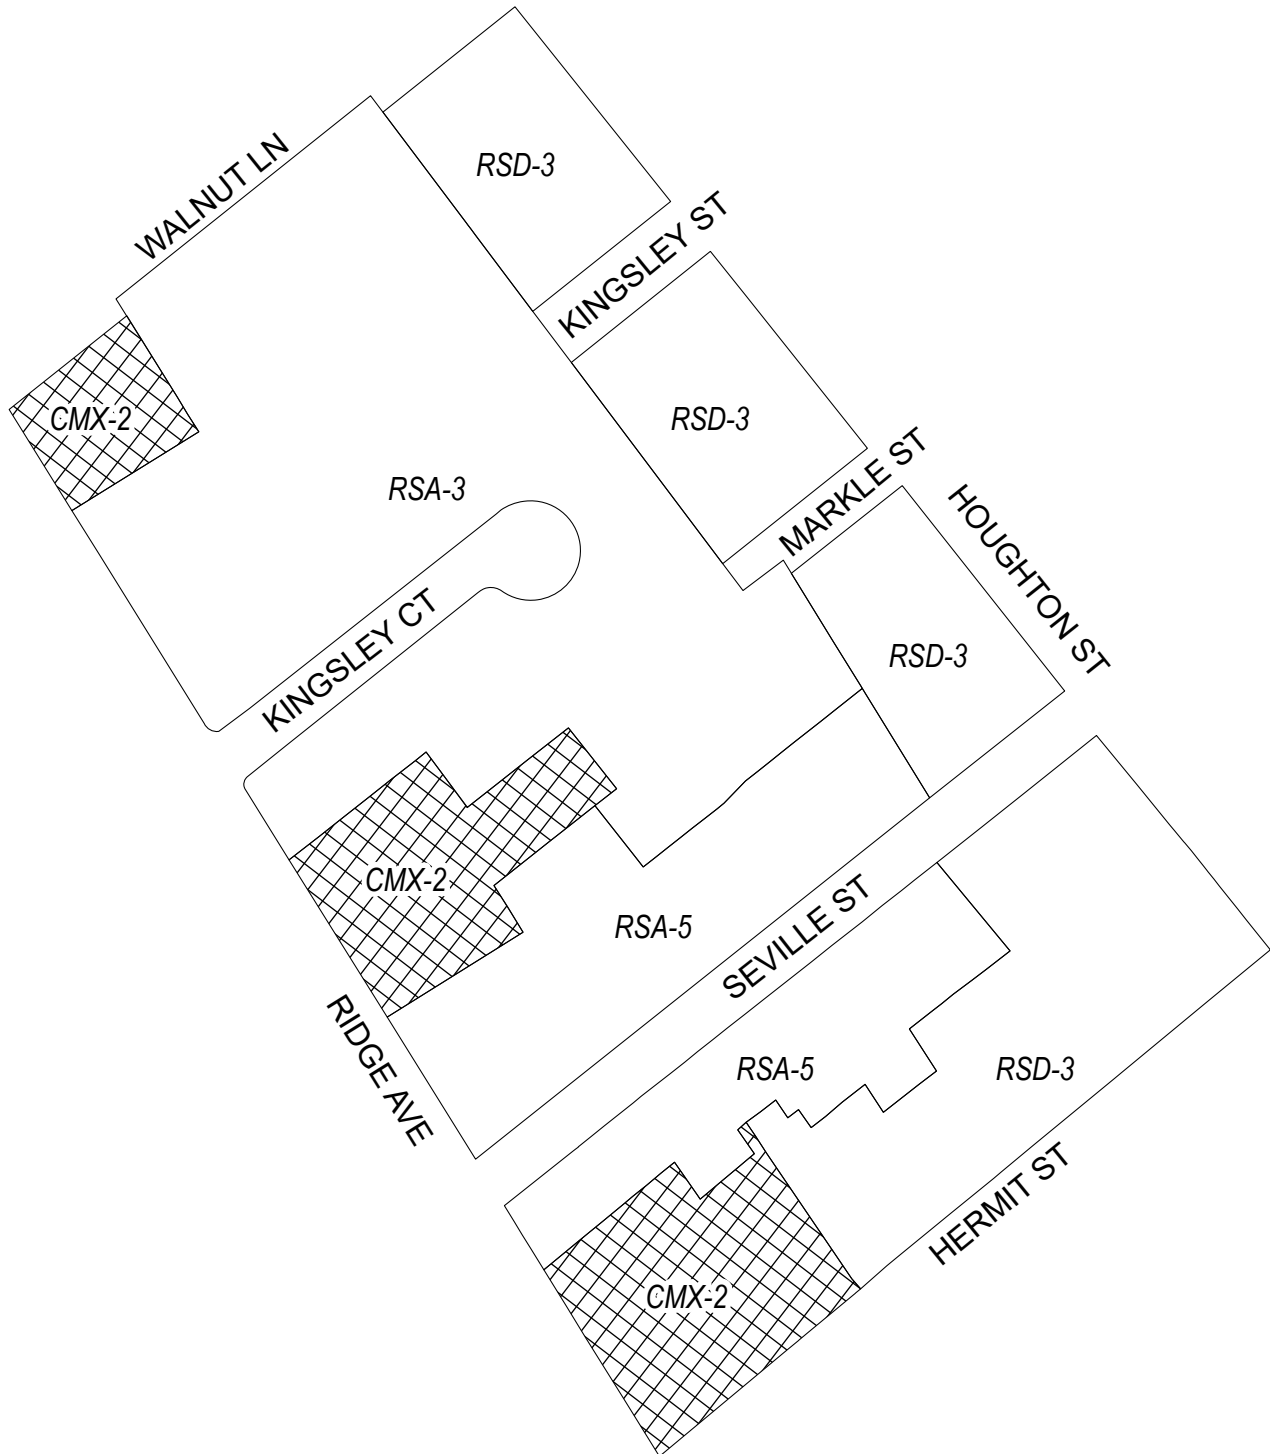 RSD-3
WALNUT LN
KINGSLEY ST
CMX-2
RSD-3
RSA-3
MARKLE ST
HOUGHTON ST
KINGSLEY CT
RSD-3
CMX-2
RSA-5
SEVILLE ST
RIDGE AVE
RSA-5
RSD-3
HERMIT ST
CMX-2